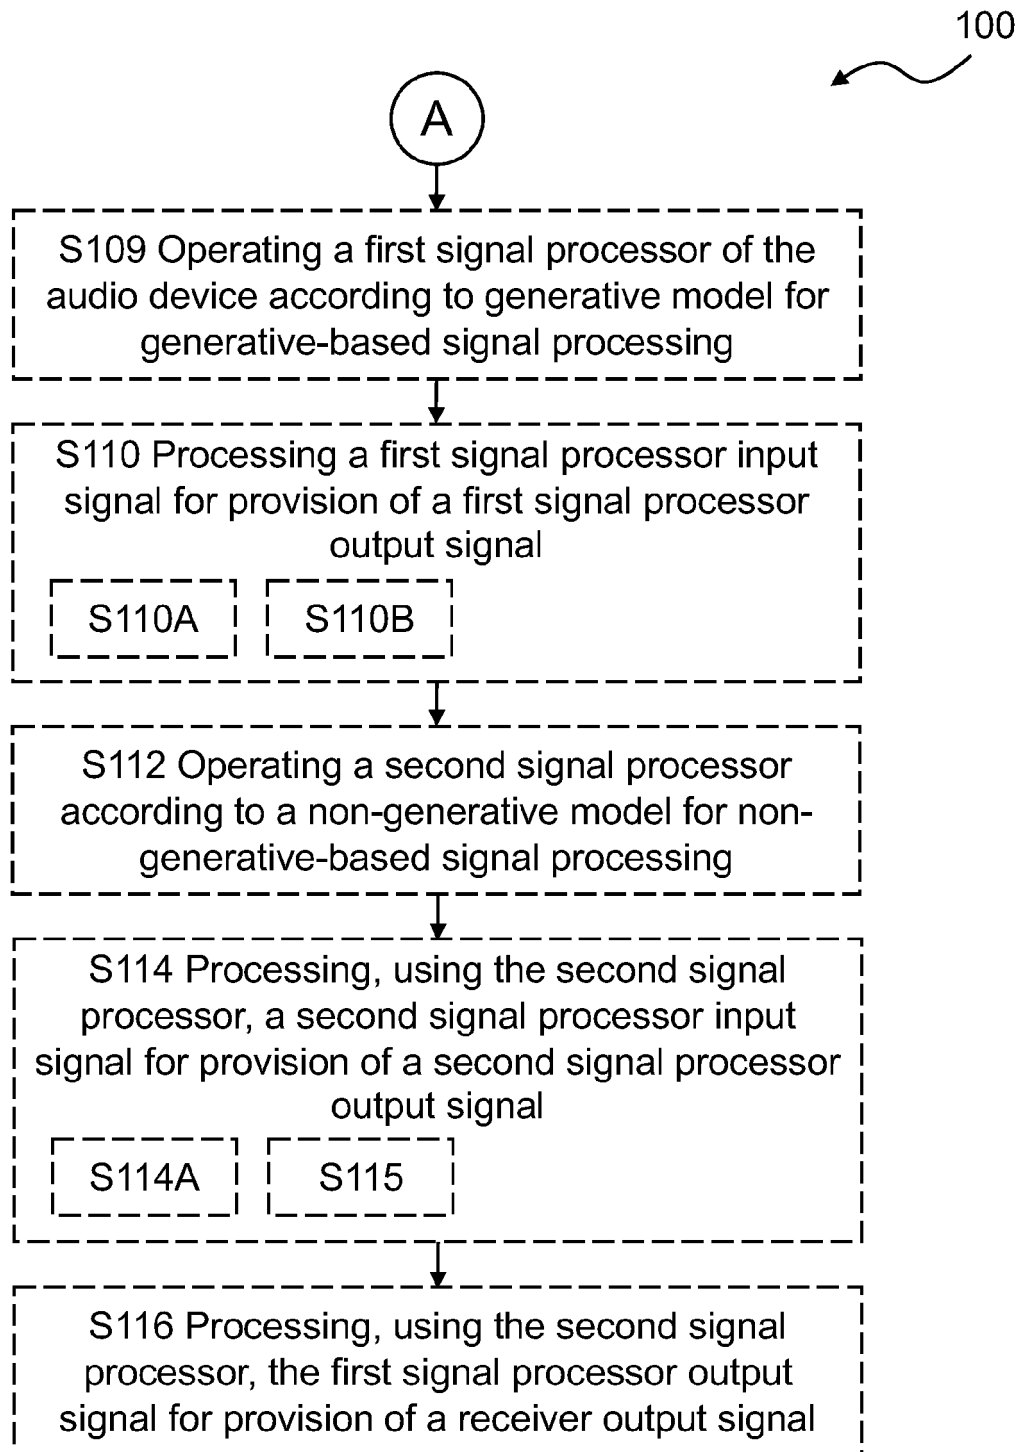 100
A
S109 Operating a first signal processor of the
audio device according to generative model for
generative-based signal processing
S110 Processing a first signal processor input
signal for provision of a first signal processor
output signal
S110A S110B
S112 Operating a second signal processor
according to a non-generative model for non-
generative-based signal processing
S114 Processing, using the second signal
processor, a second signal processor input
signal for provision of a second signal processor
output signal
S114A S115
S116 Processing, using the second signal
processor, the first signal processor output
signal for provision of a receiver output signal